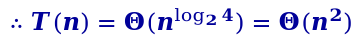 ∴ T(n) = Θ(n^{log₂ 4}) = Θ(n²)